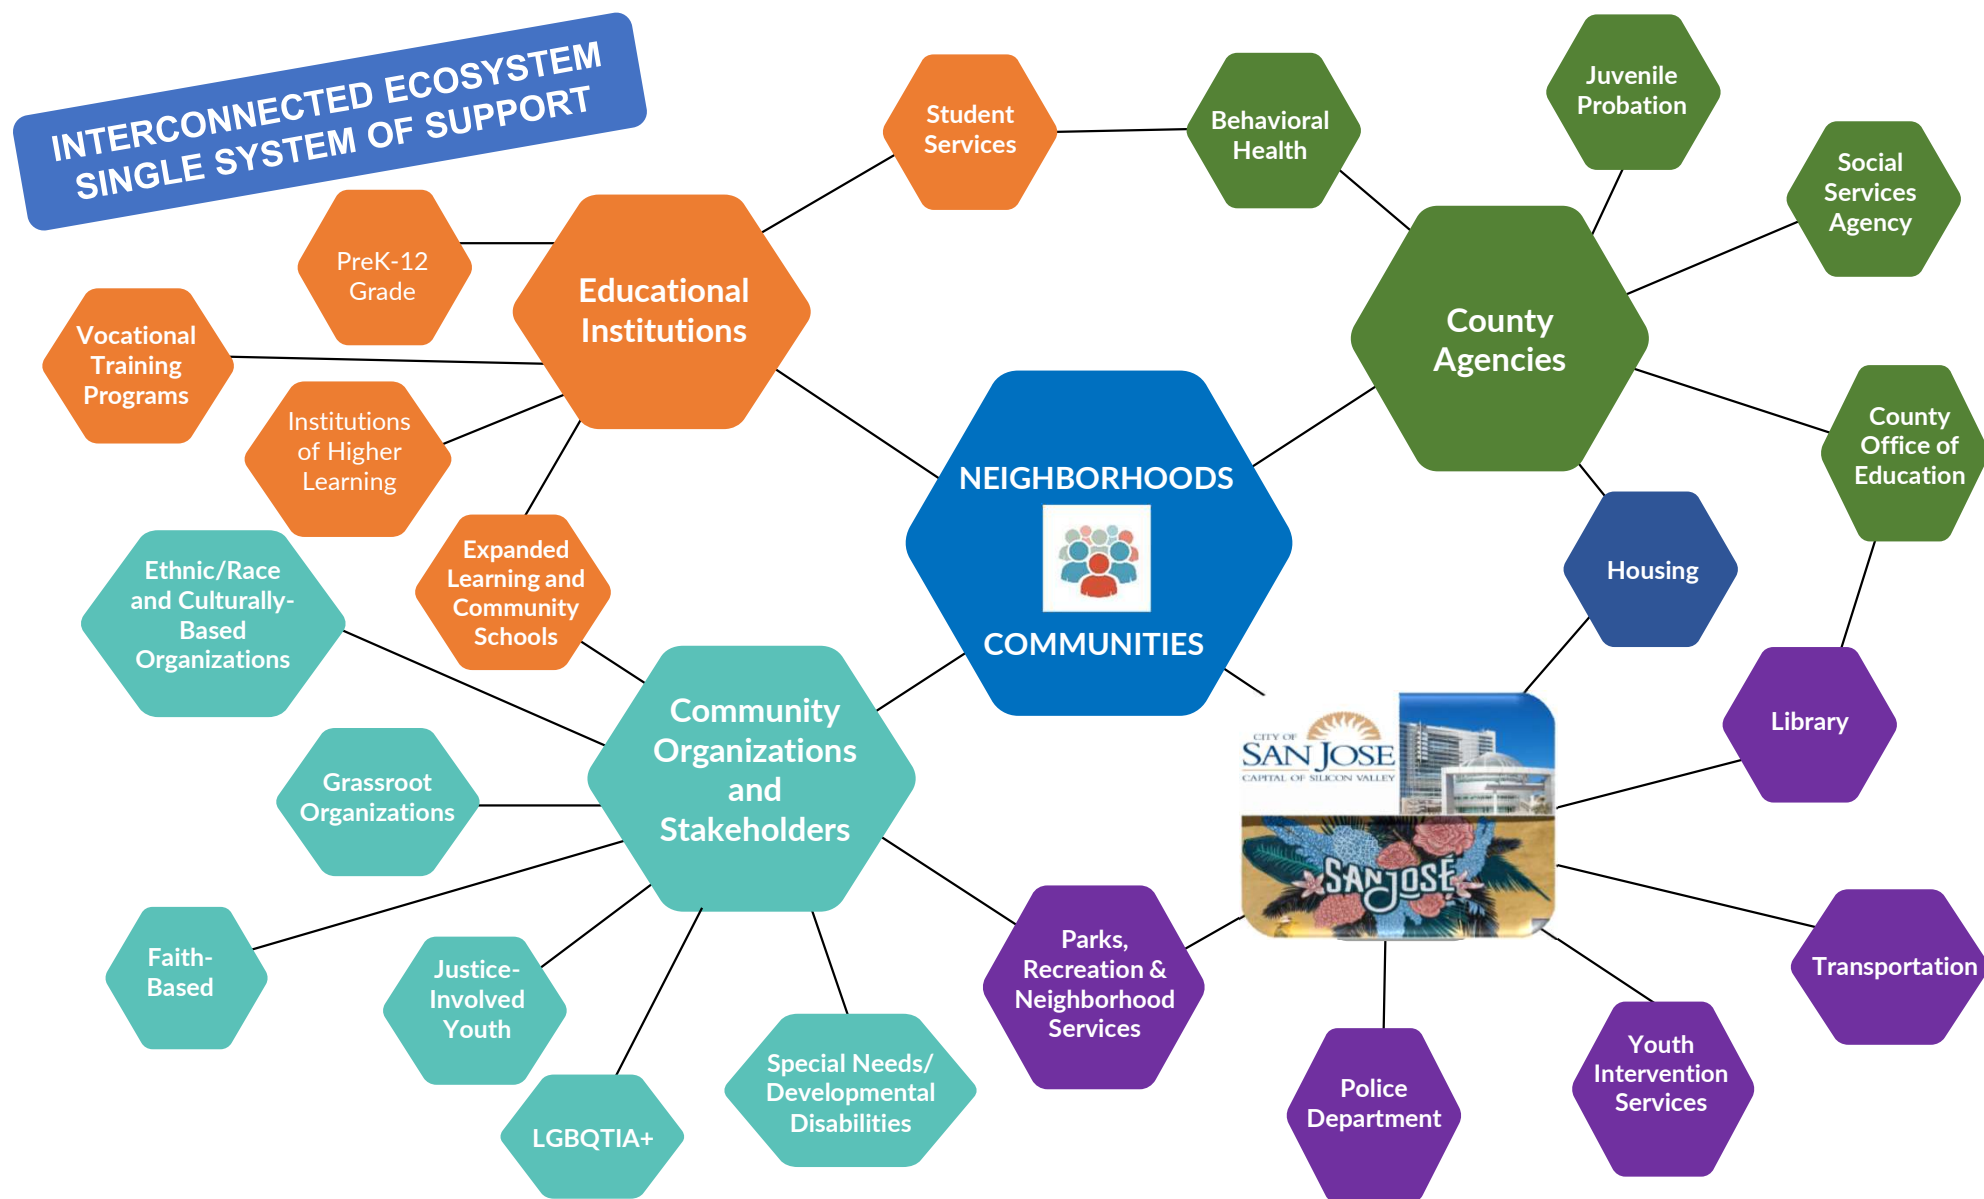 INTERCONNECTED ECOSYSTEM
SINGLE SYSTEM OF SUPPORT
Student
Services
Behavioral
Health
Juvenile
Probation
Social
Services
Agency
PreK-12
Grade
Educational
Institutions
County
Agencies
Vocational
Training
Programs
Institutions
of Higher
Learning
County
Office of
Education
NEIGHBORHOODS
COMMUNITIES
Expanded
Learning and
Community
Schools
Housing
Ethnic/Race
and Culturally-
Based
Organizations
Community
Organizations
and
Stakeholders
Library
CITY OF
SAN JOSE
CAPITAL OF SILICON VALLEY
SAN JOSÉ
Grassroot
Organizations
Faith-
Based
Justice-
Involved
Youth
LGBQTIA+
Special Needs/
Developmental
Disabilities
Parks,
Recreation &
Neighborhood
Services
Police
Department
Youth
Intervention
Services
Transportation